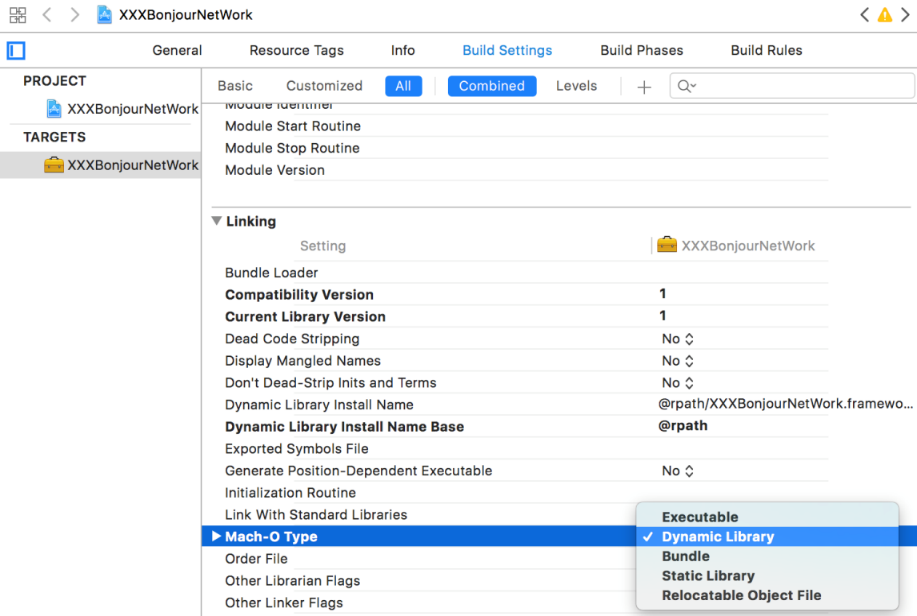 XXXBonjourNetWork
General Resource Tags Info Build Settings Build Phases Build Rules
PROJECT
XXXBonjourNetWork
TARGETS
XXXBonjourNetWork
Basic Customized All Combined Levels
Module Identifier
Module Start Routine
Module Stop Routine
Module Version
Linking
Setting XXXBonjourNetWork
Bundle Loader
Compatibility Version 1
Current Library Version 1
Dead Code Stripping No
Display Mangled Names No
Don't Dead-Strip Inits and Terms No
Dynamic Library Install Name @rpath/XXXBonjourNetWork.framewo...
Dynamic Library Install Name Base @rpath
Exported Symbols File
Generate Position-Dependent Executable No
Initialization Routine
Link With Standard Libraries
Mach-O Type
Order File
Other Librarian Flags
Other Linker Flags
Executable
Dynamic Library
Bundle
Static Library
Relocatable Object File